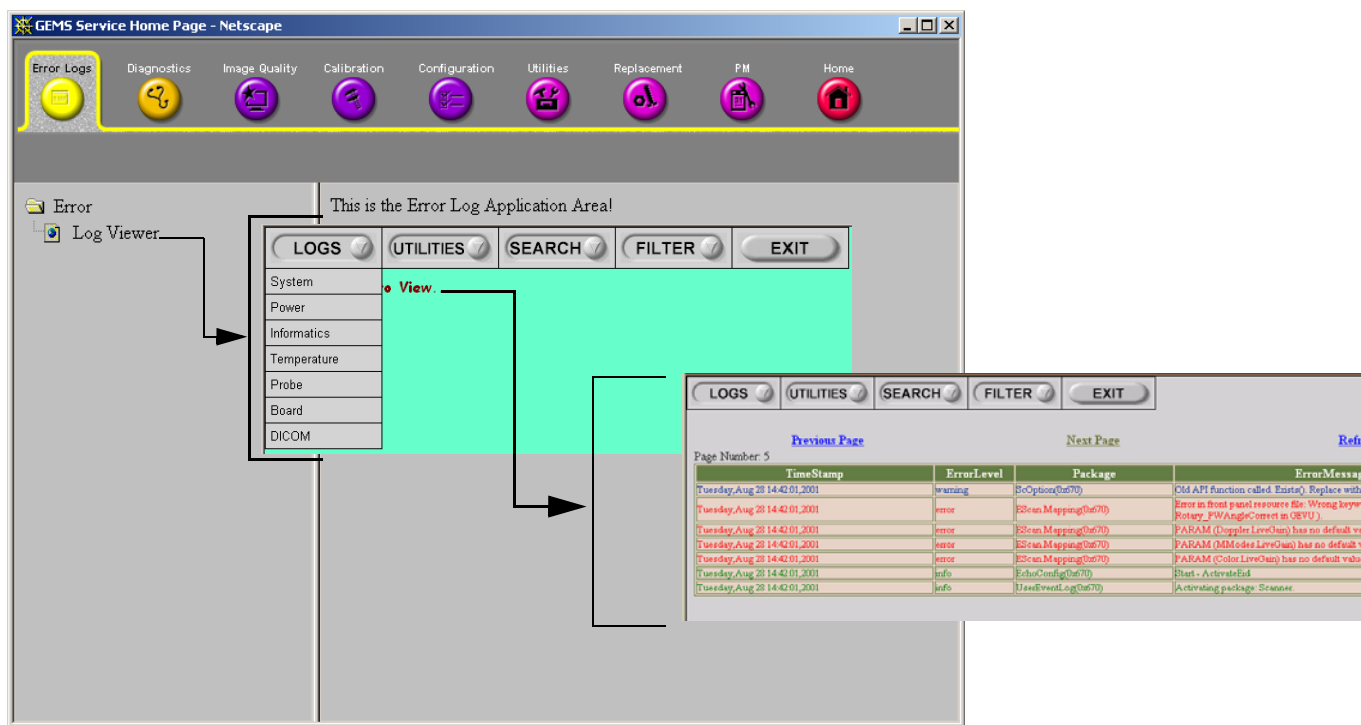 GEMS Service Home Page - Netscape
Error Logs
Diagnostics
Image Quality
Calibration
Configuration
Utilities
Replacement
PM
Home
Error
Log Viewer
This is the Error Log Application Area!
LOGS UTILITIES SEARCH FILTER EXIT
System
Power
Informatics
Temperature
Probe
Board
DICOM
o View.
LOGS UTILITIES SEARCH FILTER EXIT
Previous Page Next Page Refr
Page Number: 5
TimeStamp ErrorLevel Package ErrorMessag
Tuesday,Aug 28 14:42:01,2001 warning ScOption(0x670) Old API function called. Exists(). Replace with
Tuesday,Aug 28 14:42:01,2001 error EScan.Mapping(0x670) Error in front panel resource file: Wrong keyw
Rotary_PWAngleCorrect in GEVU ).
Tuesday,Aug 28 14:42:01,2001 error EScan.Mapping(0x670) PARAM (Doppler.LiveGain) has no default va
Tuesday,Aug 28 14:42:01,2001 error EScan.Mapping(0x670) PARAM (MModes.LiveGain) has no default v
Tuesday,Aug 28 14:42:01,2001 error EScan.Mapping(0x670) PARAM (Color.LiveGain) has no default value
Tuesday,Aug 28 14:42:01,2001 info EchoConfig(0x670) Start - ActivateEid
Tuesday,Aug 28 14:42:01,2001 info UserEventLog(0x670) Activating package: Scanner.